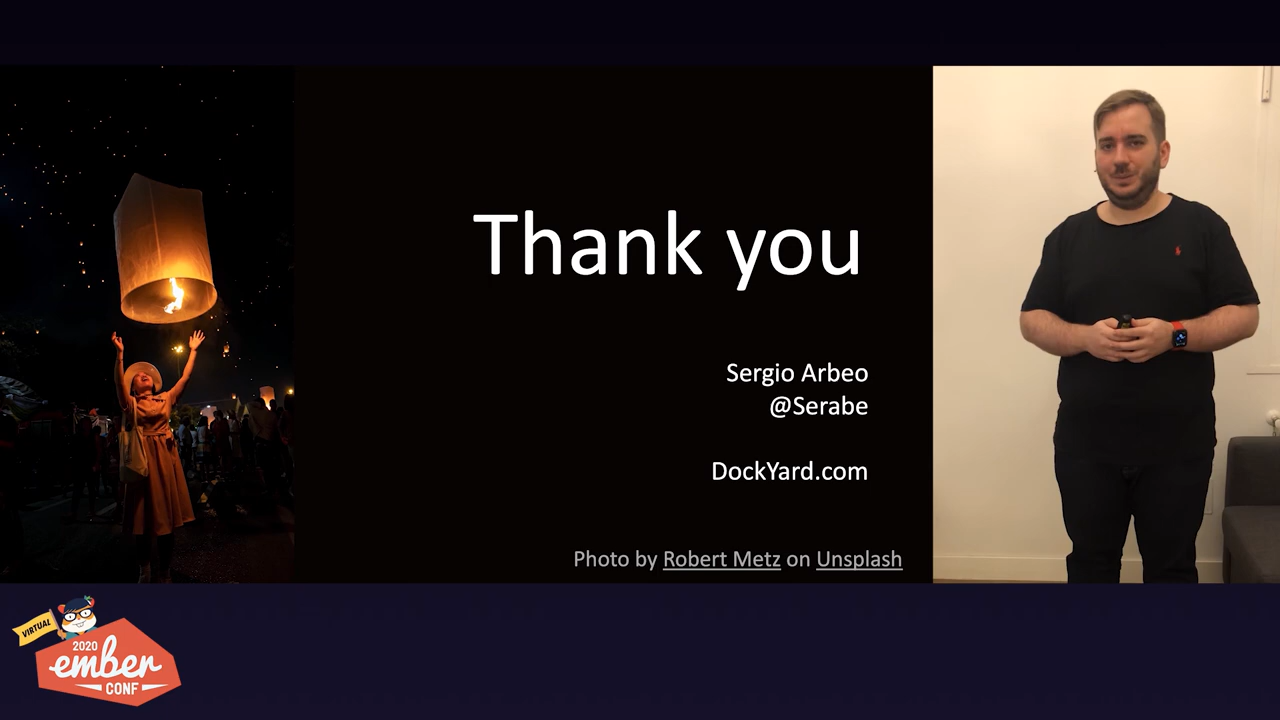 Thank you
Sergio Arbeo
@Serabe
DockYard.com
Photo by Robert Metz on Unsplash
VIRTUAL
2020
ember
CONF